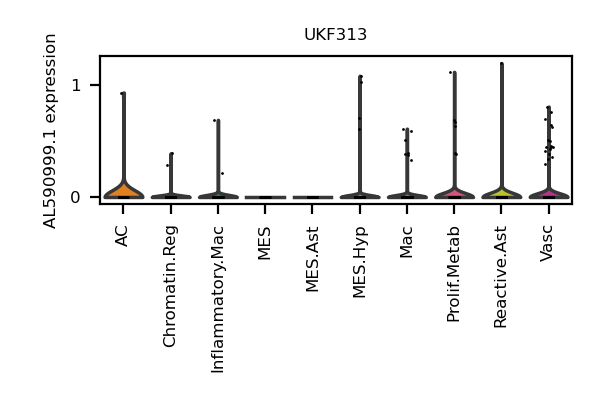 UKF313
AL590999.1 expression
1
0
AC
Chromatin.Reg
Inflammatory.Mac
MES
MES.Ast
MES.Hyp
Mac
Prolif.Metab
Reactive.Ast
Vasc